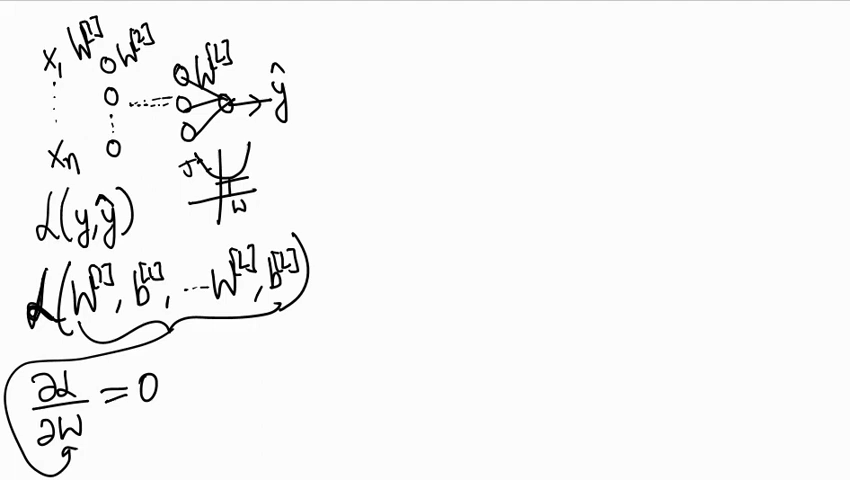 x₁ W^[1] W^[2] W^[L] ŷ
xn
J w
ℒ(y,ŷ)
ℒ(W^[1], b^[1], ...W^[L], b^[L])
∂ℒ/∂W = 0